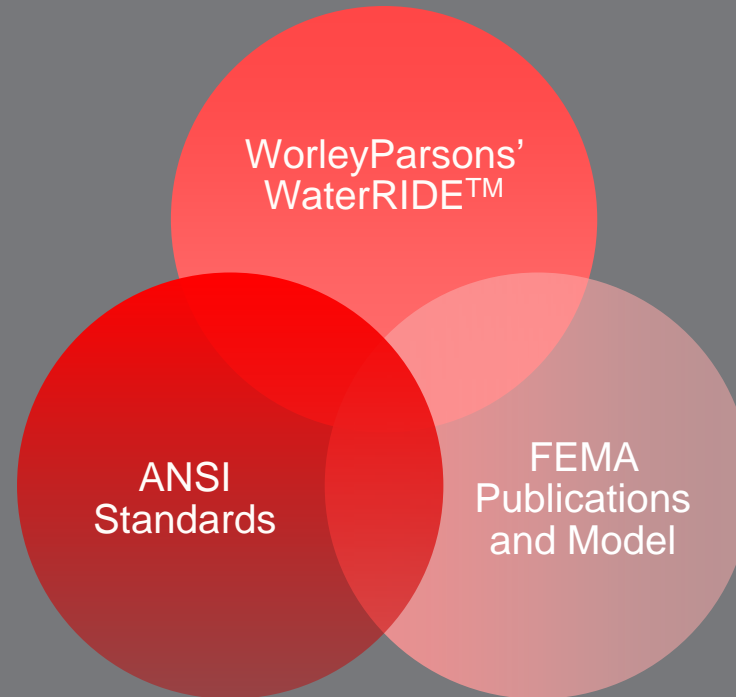 WorleyParsons’
WaterRIDE™
ANSI
Standards
FEMA
Publications
and Model